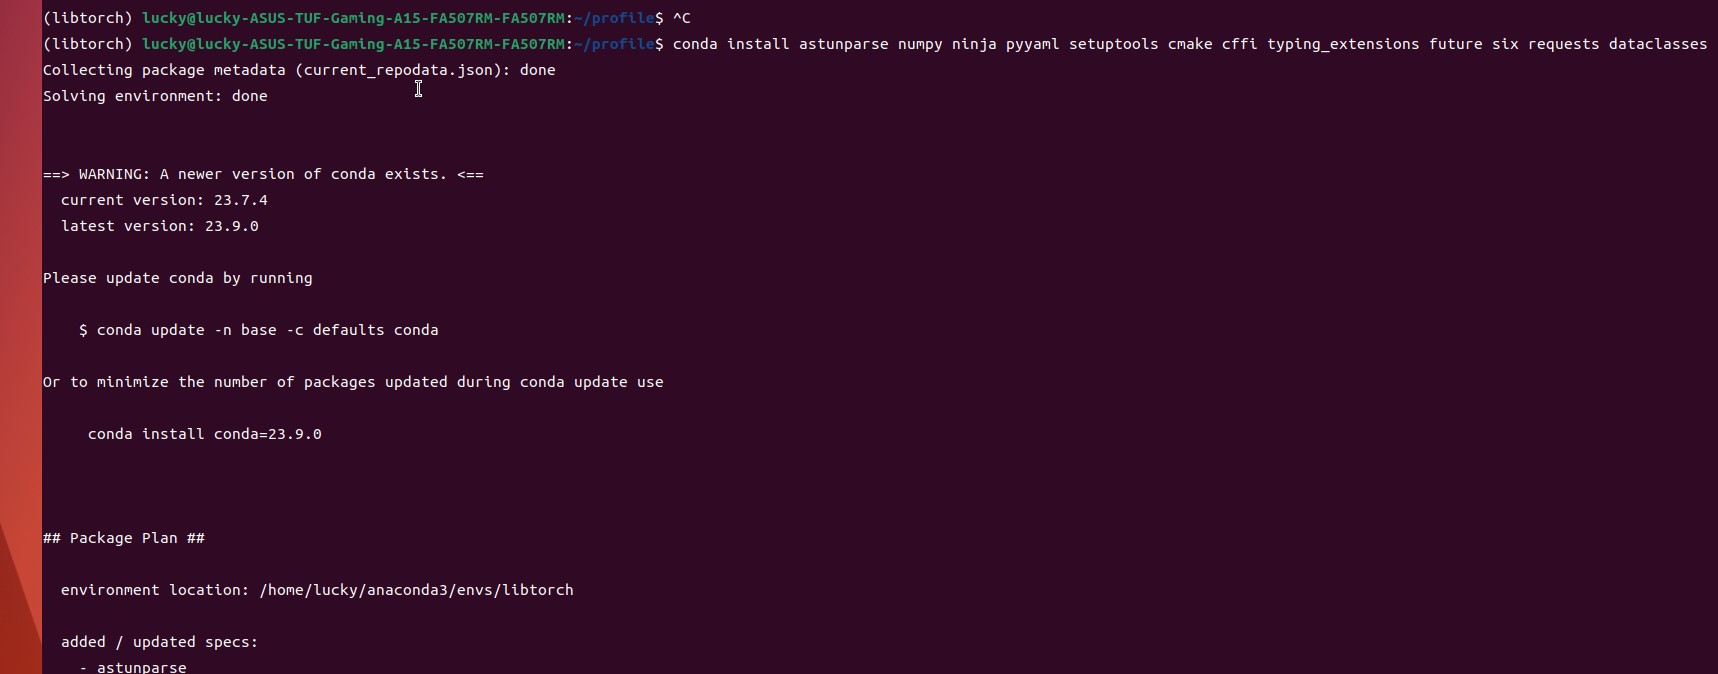 (libtorch) lucky@lucky-ASUS-TUF-Gaming-A15-FA507RM-FA507RM:~/profile$ ^C
(libtorch) lucky@lucky-ASUS-TUF-Gaming-A15-FA507RM-FA507RM:~/profile$ conda install astunparse numpy ninja pyyaml setuptools cmake cffi typing_extensions future six requests dataclasses
Collecting package metadata (current_repodata.json): done
Solving environment: done
==> WARNING: A newer version of conda exists. <==
current version: 23.7.4
latest version: 23.9.0
Please update conda by running
$ conda update -n base -c defaults conda
Or to minimize the number of packages updated during conda update use
conda install conda=23.9.0
## Package Plan ##
environment location: /home/lucky/anaconda3/envs/libtorch
added / updated specs:
- astunparse